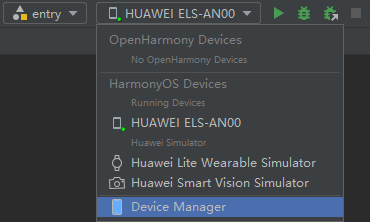 entry
HUAWEI ELS-AN00
OpenHarmony Devices
No OpenHarmony Devices
HarmonyOS Devices
Running Devices
HUAWEI ELS-AN00
Huawei Simulator
Huawei Lite Wearable Simulator
Huawei Smart Vision Simulator
Device Manager